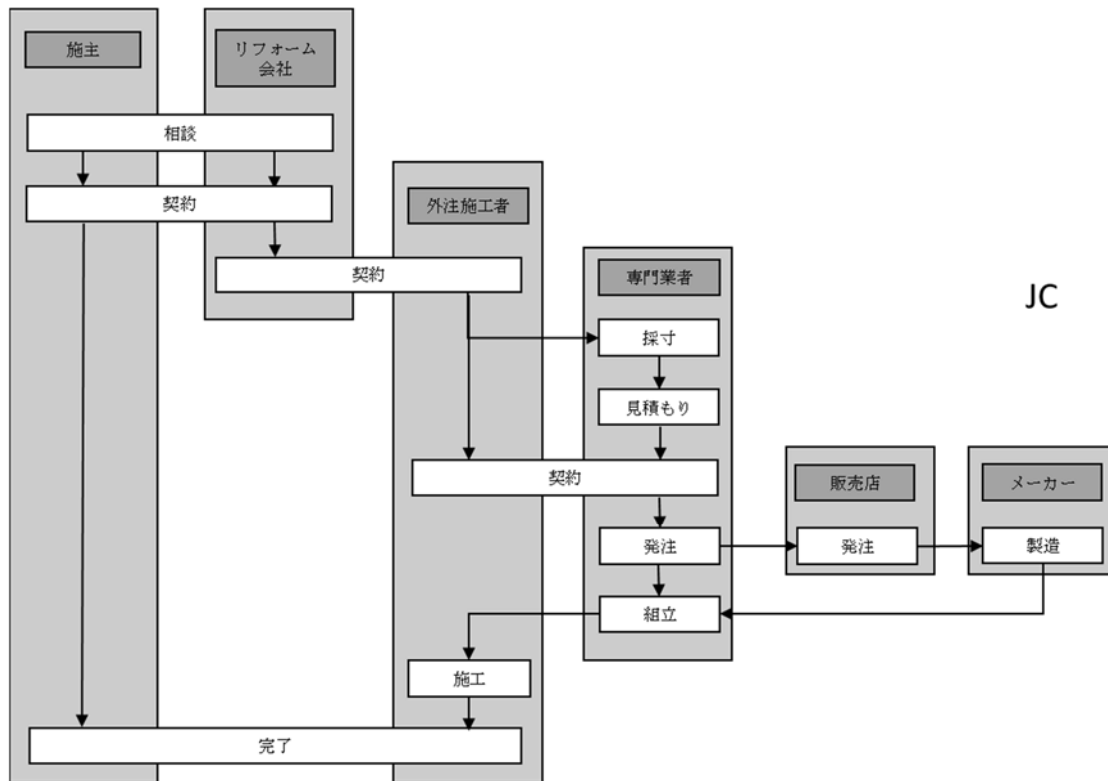 施主
リフォーム
会社
相談
契約
外注施工者
契約
専門業者
JC
採寸
見積もり
契約
販売店
メーカー
発注
発注
製造
組立
施工
完了